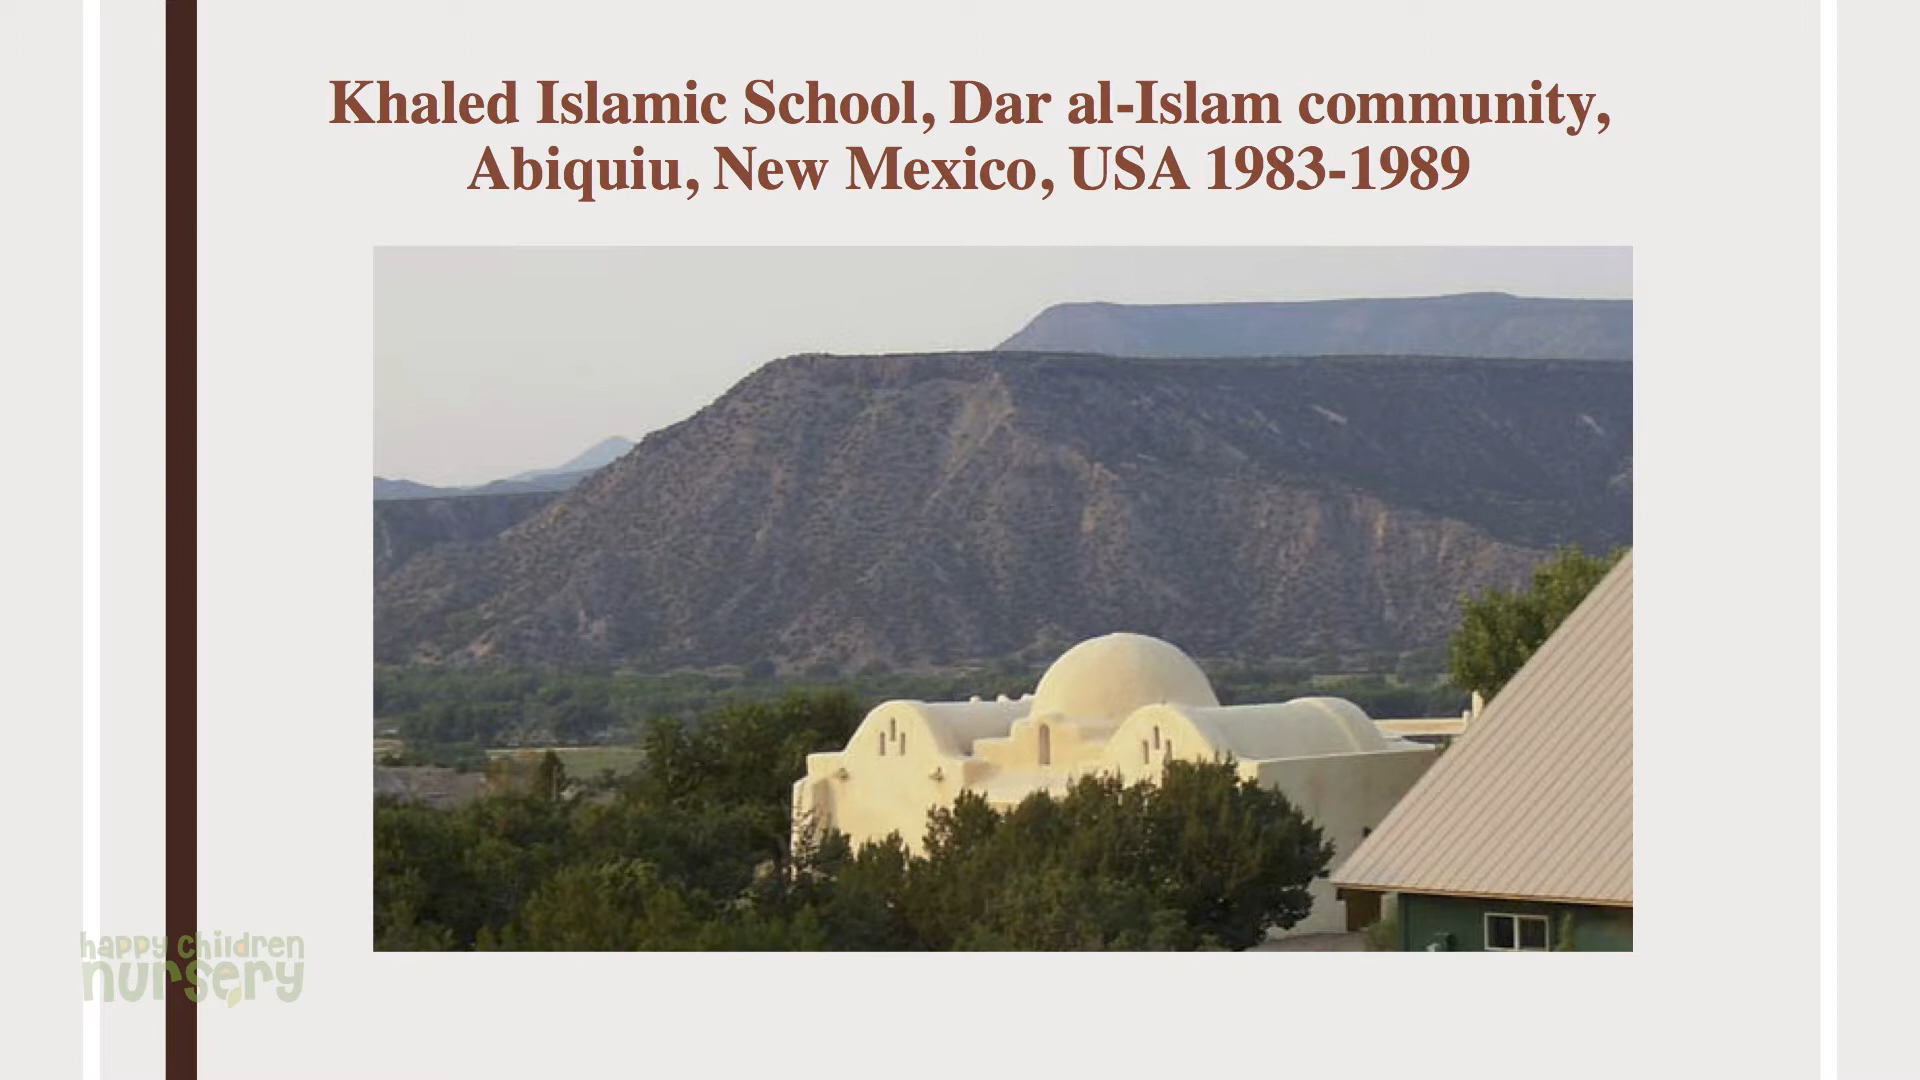 Khaled Islamic School, Dar al-Islam community,
Abiquiu, New Mexico, USA 1983-1989
happy children
nursery